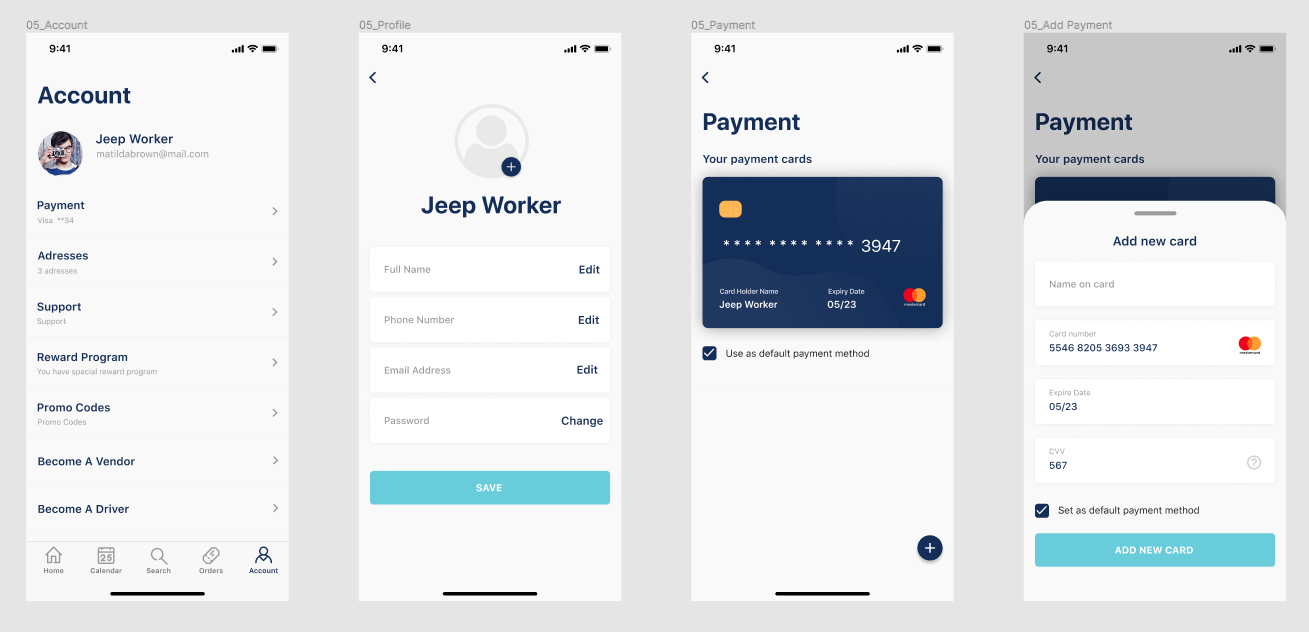 05_Account
9:41
Account
Jeep Worker
matildabrown@mail.com
Payment
Visa **34
Adresses
3 adresses
Support
Support
Reward Program
You have special reward program
Promo Codes
Promo Codes
Become A Vendor
Become A Driver
25
Home
Calendar
Search
Orders
Account
05_Profile
9:41
Jeep Worker
Full Name
Edit
Phone Number
Edit
Email Address
Edit
Password
Change
SAVE
05_Payment
9:41
Payment
Your payment cards
* * * * * * * * * * * * 3947
Card Holder Name
Jeep Worker
Expiry Date
05/23
mastercard
Use as default payment method
05_Add Payment
9:41
Payment
Your payment cards
Add new card
Name on card
Card number
5546 8205 3693 3947
mastercard
Expire Date
05/23
CVV
567
?
Set as default payment method
ADD NEW CARD